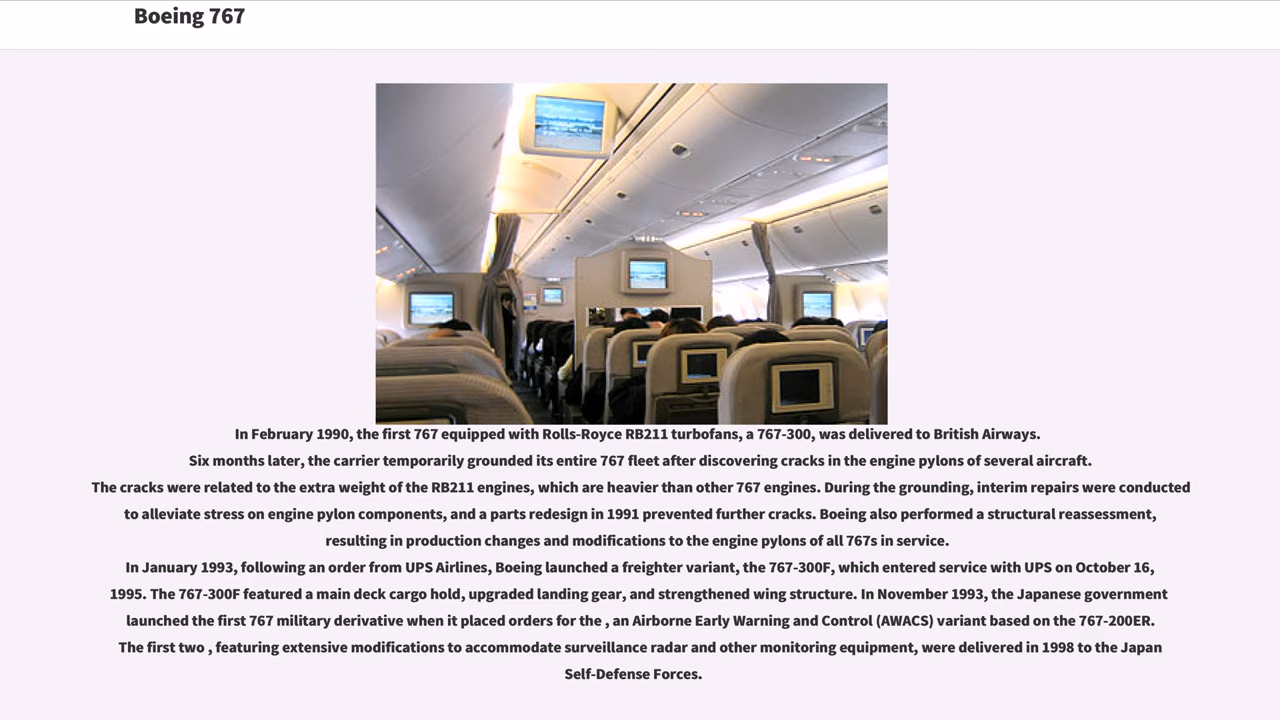 Boeing 767
In February 1990, the first 767 equipped with Rolls-Royce RB211 turbofans, a 767-300, was delivered to British Airways.
Six months later, the carrier temporarily grounded its entire 767 fleet after discovering cracks in the engine pylons of several aircraft.
The cracks were related to the extra weight of the RB211 engines, which are heavier than other 767 engines. During the grounding, interim repairs were conducted
to alleviate stress on engine pylon components, and a parts redesign in 1991 prevented further cracks. Boeing also performed a structural reassessment,
resulting in production changes and modifications to the engine pylons of all 767s in service.
In January 1993, following an order from UPS Airlines, Boeing launched a freighter variant, the 767-300F, which entered service with UPS on October 16,
1995. The 767-300F featured a main deck cargo hold, upgraded landing gear, and strengthened wing structure. In November 1993, the Japanese government
launched the first 767 military derivative when it placed orders for the , an Airborne Early Warning and Control (AWACS) variant based on the 767-200ER.
The first two , featuring extensive modifications to accommodate surveillance radar and other monitoring equipment, were delivered in 1998 to the Japan
Self-Defense Forces.